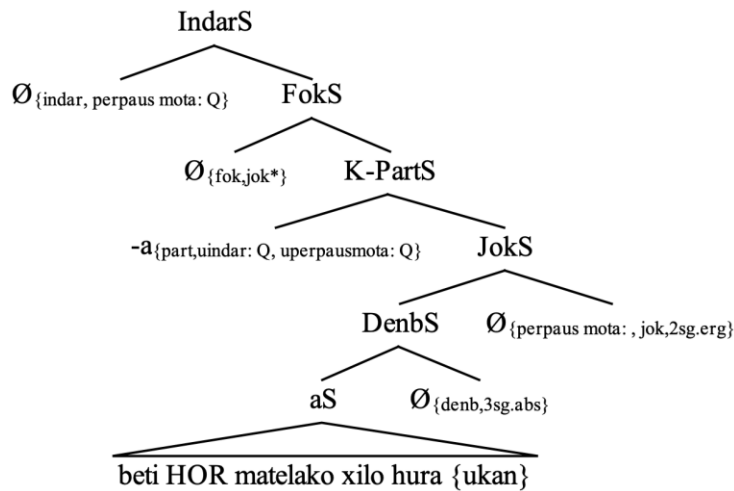 IndarS
Ø{indar, perpaus mota: Q} FokS
Ø{fok,jok*} K-PartS
-a{part,uindar: Q, uperpausmota: Q} JokS
DenbS Ø{perpaus mota: , jok,2sg.erg}
aS Ø{denb,3sg.abs}
beti HOR matelako xilo hura {ukan}